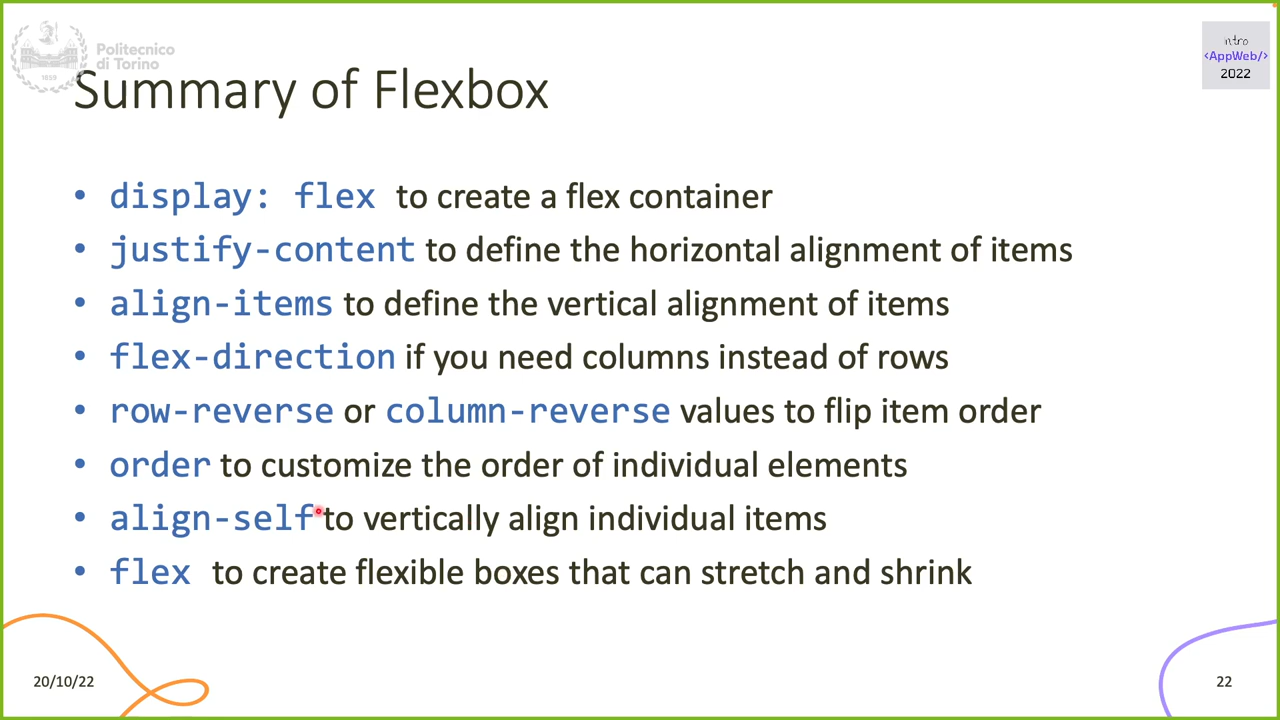 Politecnico
di Torino
1859
intro
<AppWeb/>
2022
Summary of Flexbox
• display: flex to create a flex container
• justify-content to define the horizontal alignment of items
• align-items to define the vertical alignment of items
• flex-direction if you need columns instead of rows
• row-reverse or column-reverse values to flip item order
• order to customize the order of individual elements
• align-self to vertically align individual items
• flex to create flexible boxes that can stretch and shrink
20/10/22
22